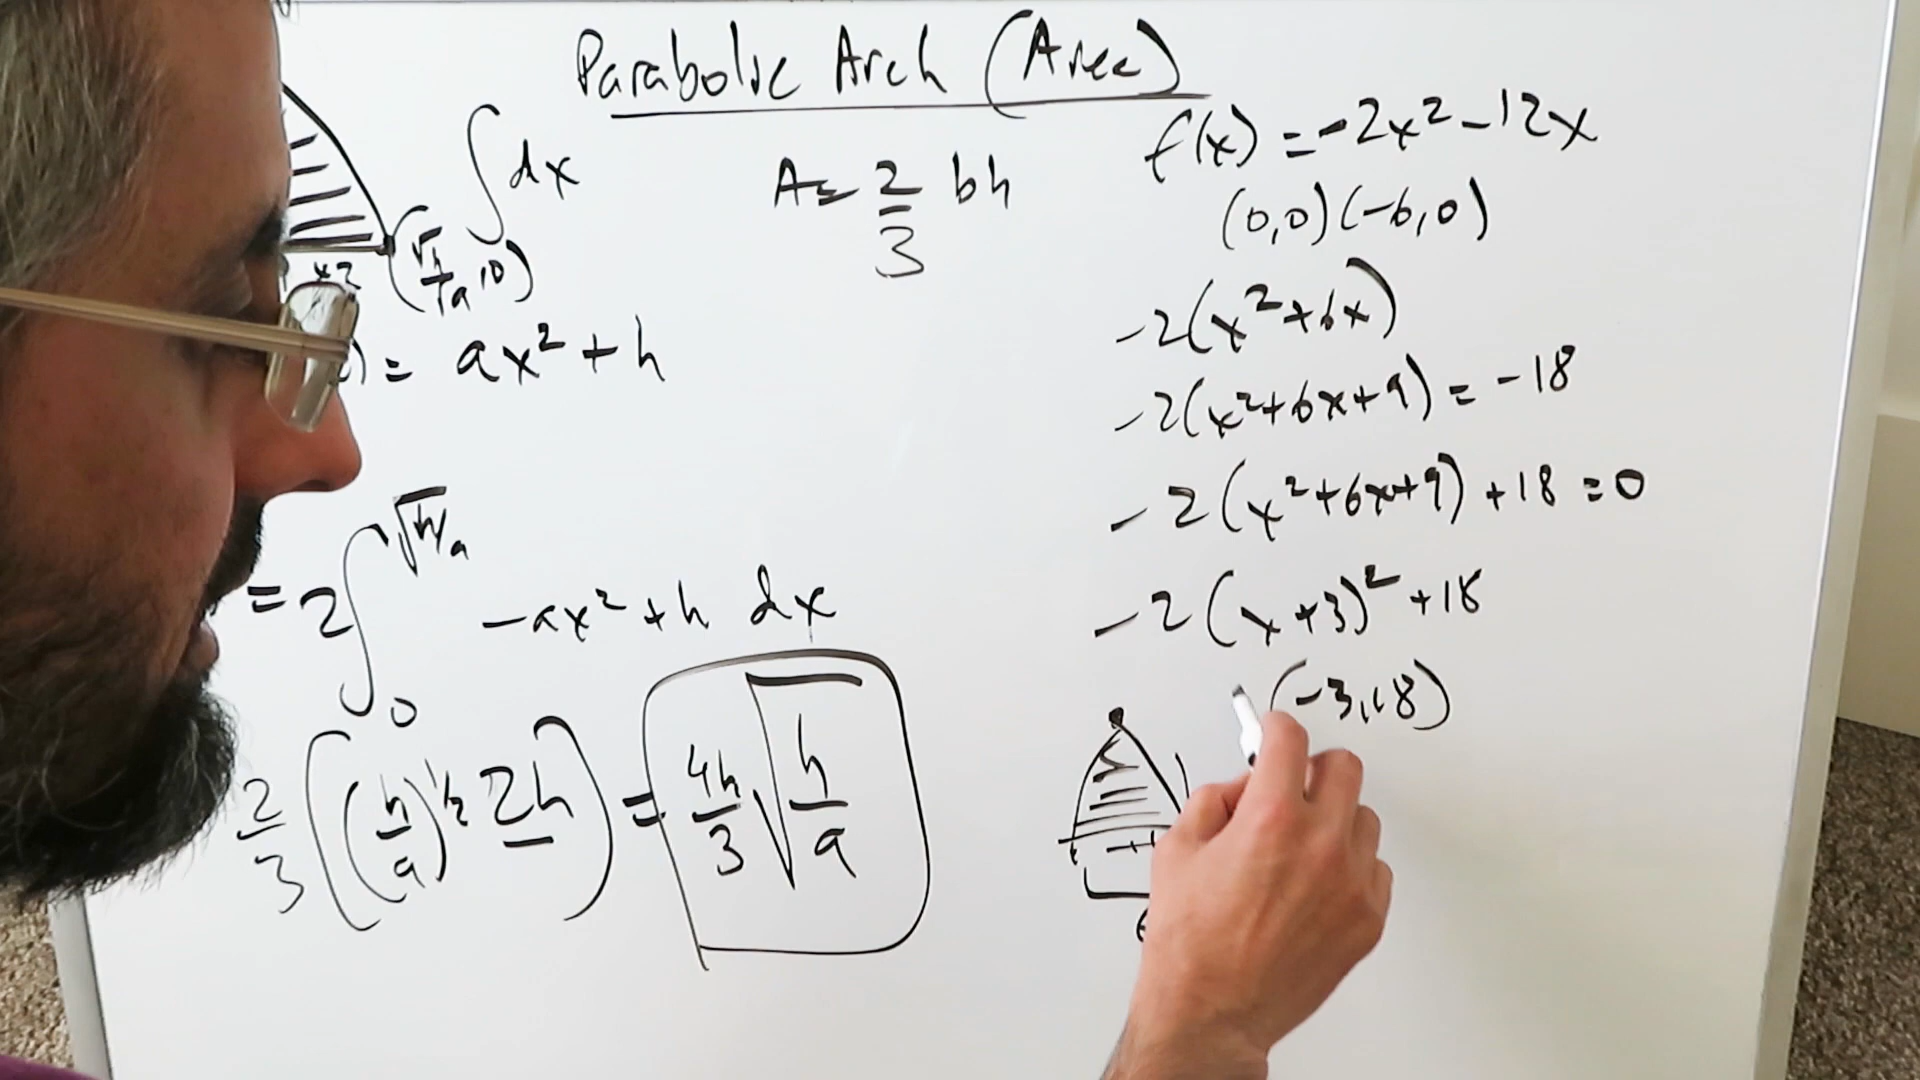 Parabolic Arch (Area)
∫ dx
A = 2/3 bh
(√h/√a, 0)
) = ax² + h
= 2 ∫₀^√(h/a) -ax² + h dx
2/3 ((h/a)^½ 2h) = 4h/3 √(h/a)
f(x) = -2x² - 12x
(0,0) (-6,0)
-2(x² + 6x)
-2(x² + 6x + 9) = -18
-2(x² + 6x + 9) + 18 = 0
-2(x + 3)² + 18
(-3, 18)